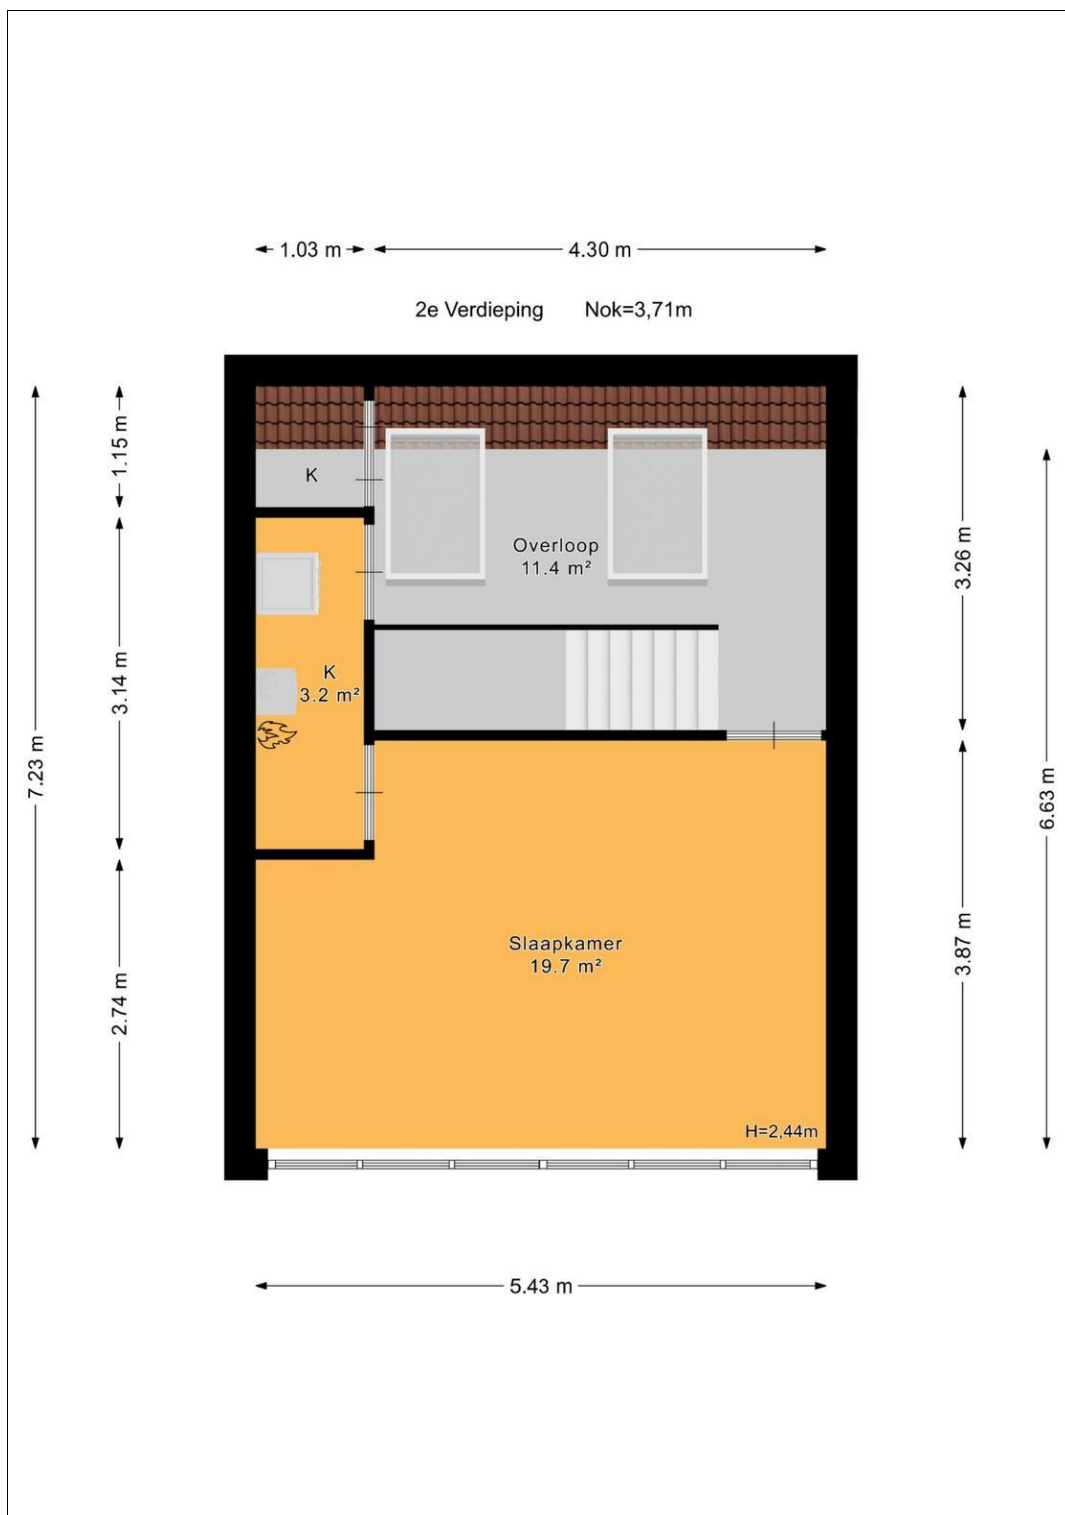 1.03 m
4.30 m
2e Verdieping Nok=3,71m
1.15 m
K
Overloop
11.4 m²
3.26 m
K
3.2 m²
3.14 m
7.23 m
6.63 m
Slaapkamer
19.7 m²
3.87 m
2.74 m
H=2,44m
5.43 m